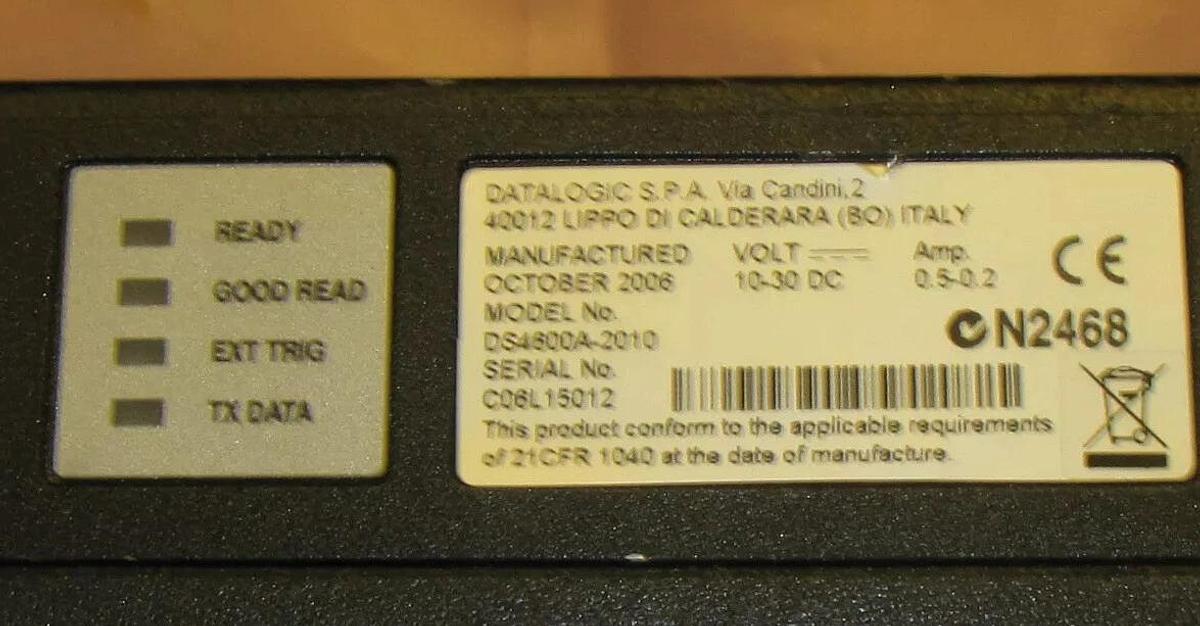 READY
GOOD READ
EXT TRIG
TX DATA
DATALOGIC S.P.A. Via Candini,2
40012 LIPPO DI CALDERARA (BO) ITALY
MANUFACTURED VOLT Amp.
OCTOBER 2006 10-30 DC 0.5-0.2
CE
MODEL No.
N2468
DS4600A-2010
SERIAL No.
C06L15012
This product conform to the applicable requirements
of 21CFR 1040 at the date of manufacture.